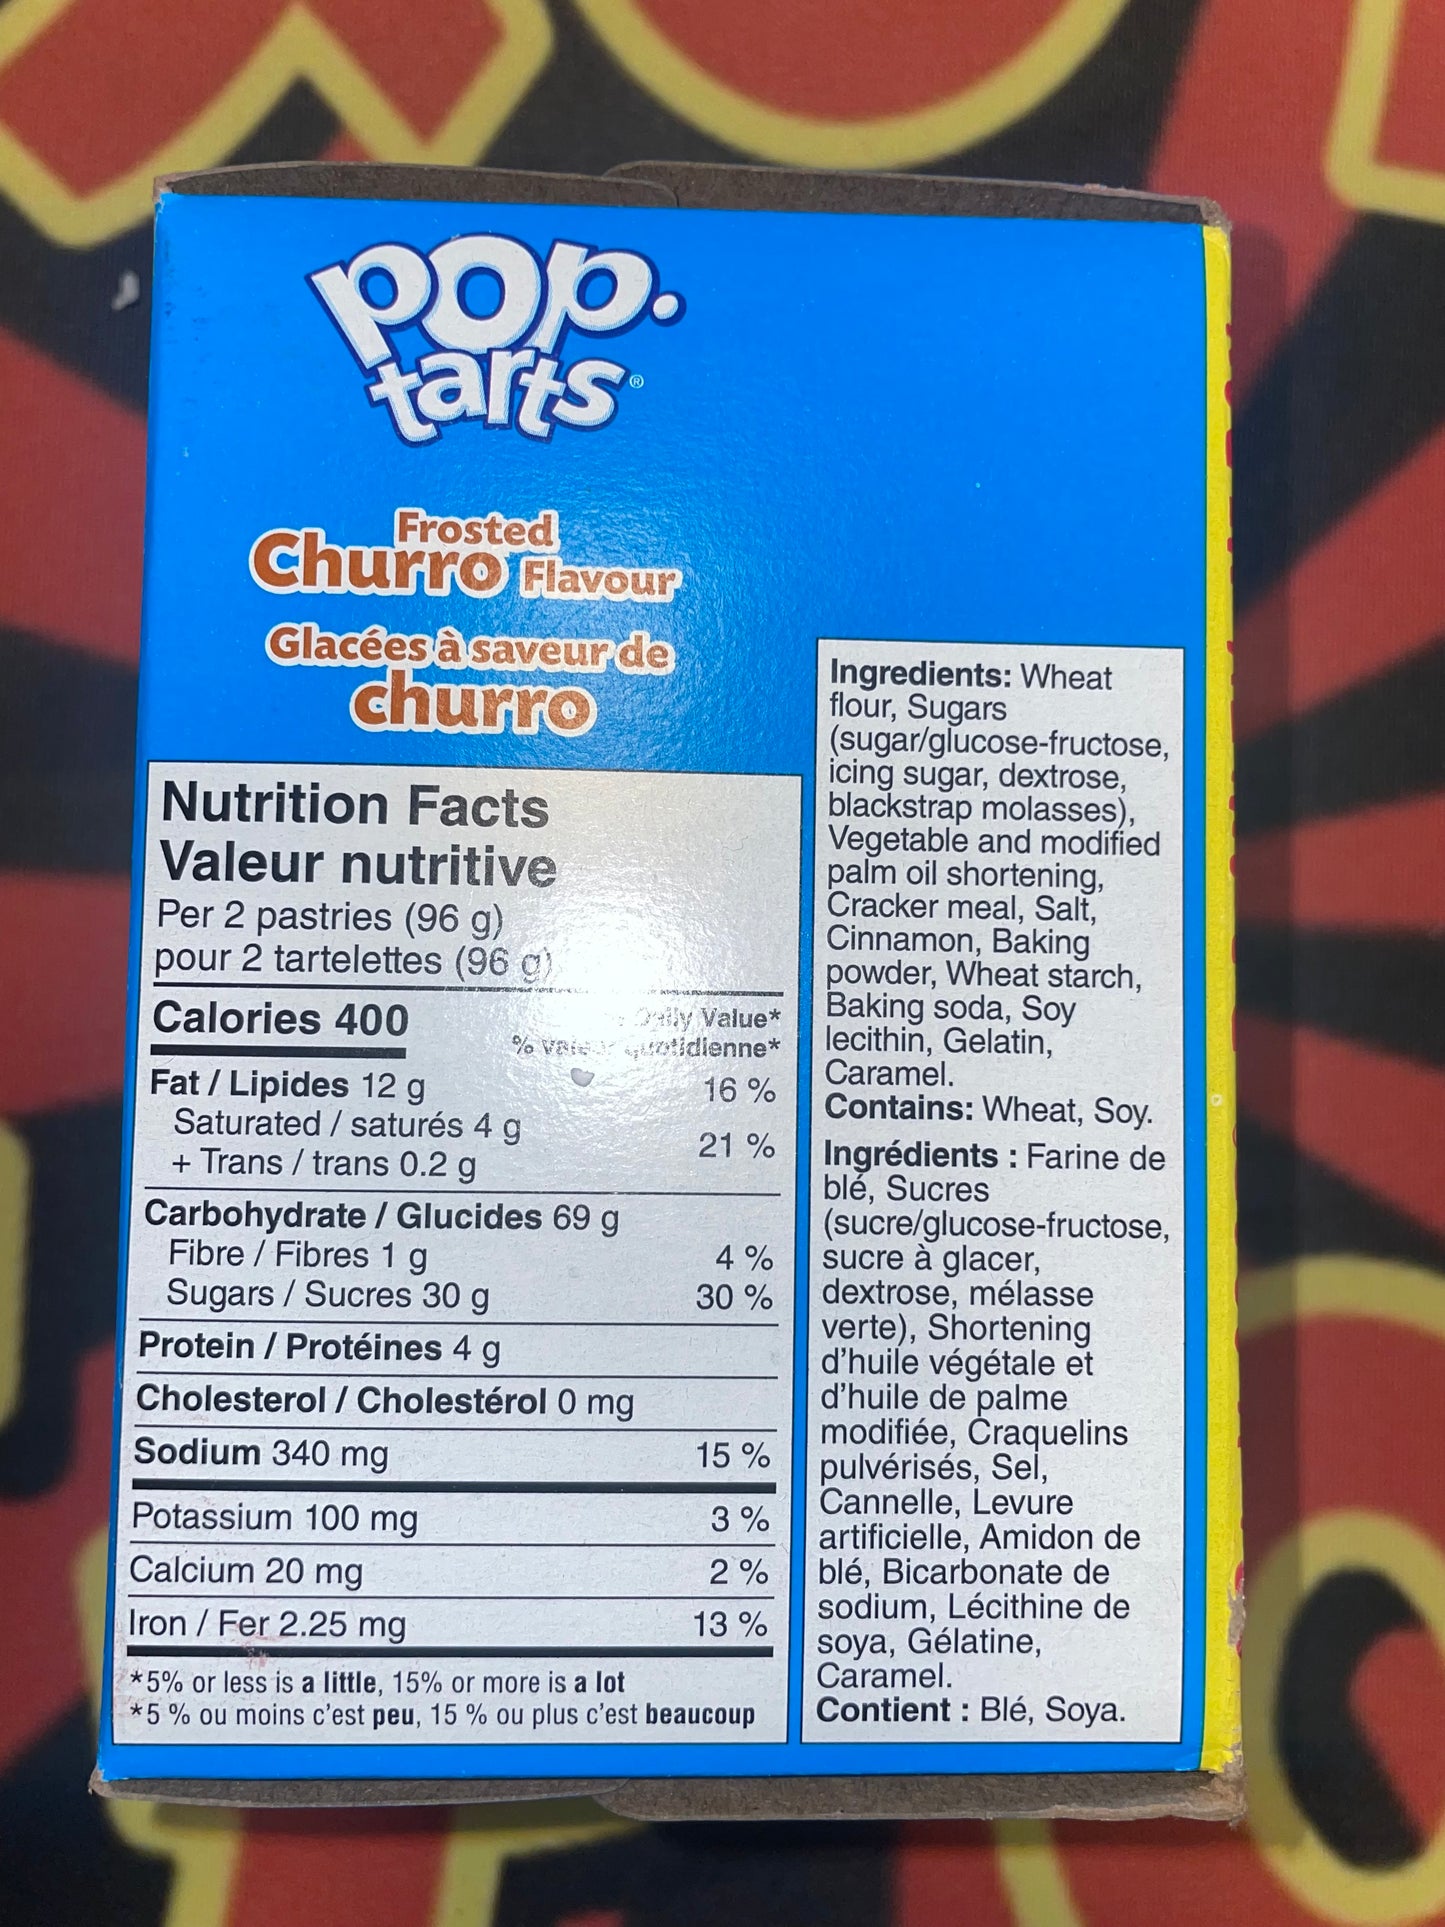 pop.
tarts®
Frosted
Churro Flavour
Glacées à saveur de
churro
Nutrition Facts
Valeur nutritive
Per 2 pastries (96 g)
pour 2 tartelettes (96 g)
Calories 400
Daily Value*
% valeur quotidienne*
Fat / Lipides 12 g 16 %
Saturated / saturés 4 g
+ Trans / trans 0.2 g
21 %
Carbohydrate / Glucides 69 g
Fibre / Fibres 1 g 4 %
Sugars / Sucres 30 g 30 %
Protein / Protéines 4 g
Cholesterol / Cholestérol 0 mg
Sodium 340 mg 15 %
Potassium 100 mg 3 %
Calcium 20 mg 2 %
Iron / Fer 2.25 mg 13 %
*5% or less is a little, 15% or more is a lot
*5 % ou moins c'est peu, 15 % ou plus c'est beaucoup
Ingredients: Wheat
flour, Sugars
(sugar/glucose-fructose,
icing sugar, dextrose,
blackstrap molasses),
Vegetable and modified
palm oil shortening,
Cracker meal, Salt,
Cinnamon, Baking
powder, Wheat starch,
Baking soda, Soy
lecithin, Gelatin,
Caramel.
Contains: Wheat, Soy.
Ingrédients : Farine de
blé, Sucres
(sucre/glucose-fructose,
sucre à glacer,
dextrose, mélasse
verte), Shortening
d'huile végétale et
d'huile de palme
modifiée, Craquelins
pulvérisés, Sel,
Cannelle, Levure
artificielle, Amidon de
blé, Bicarbonate de
sodium, Lécithine de
soya, Gélatine,
Caramel.
Contient : Blé, Soya.